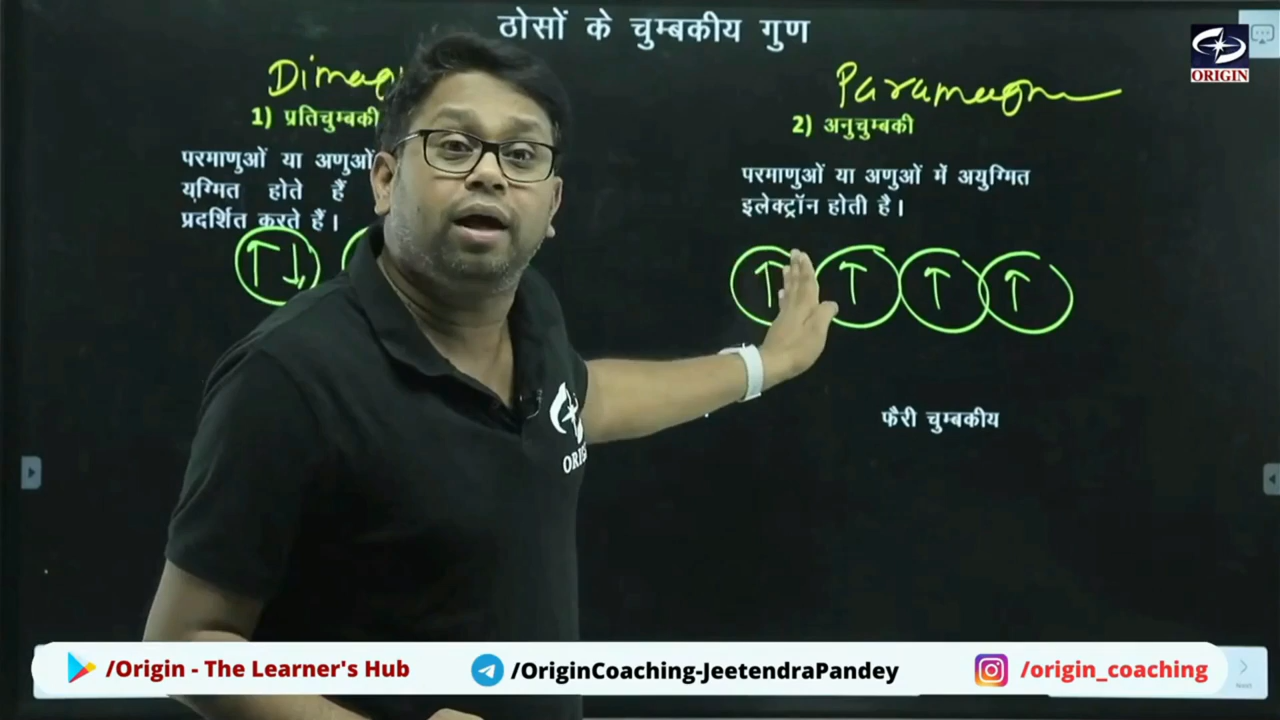 ठोसों के चुम्बकीय गुण
ORIGIN
1) प्रतिचुम्बकी
परमाणुओं या अणुओं
युग्मित होते हैं
प्रदर्शित करते हैं।
Paramagn
2) अनुचुम्बकी
परमाणुओं या अणुओं में अयुग्मित
इलेक्ट्रॉन होती है।
फैरी चुम्बकीय
/Origin - The Learner's Hub
/OriginCoaching-JeetendraPandey
/origin_coaching